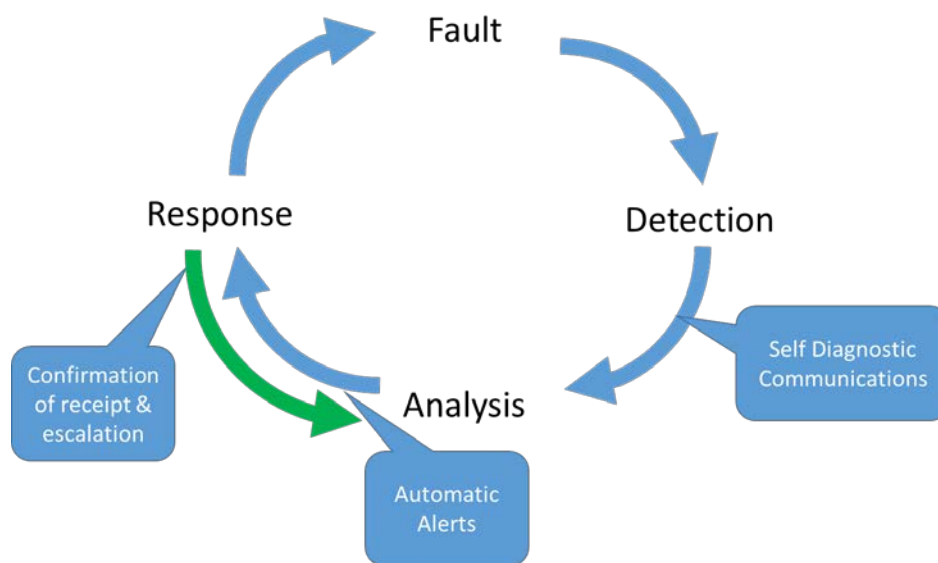 Fault
Response
Detection
Self Diagnostic
Communications
Confirmation
of receipt &
escalation
Analysis
Automatic
Alerts